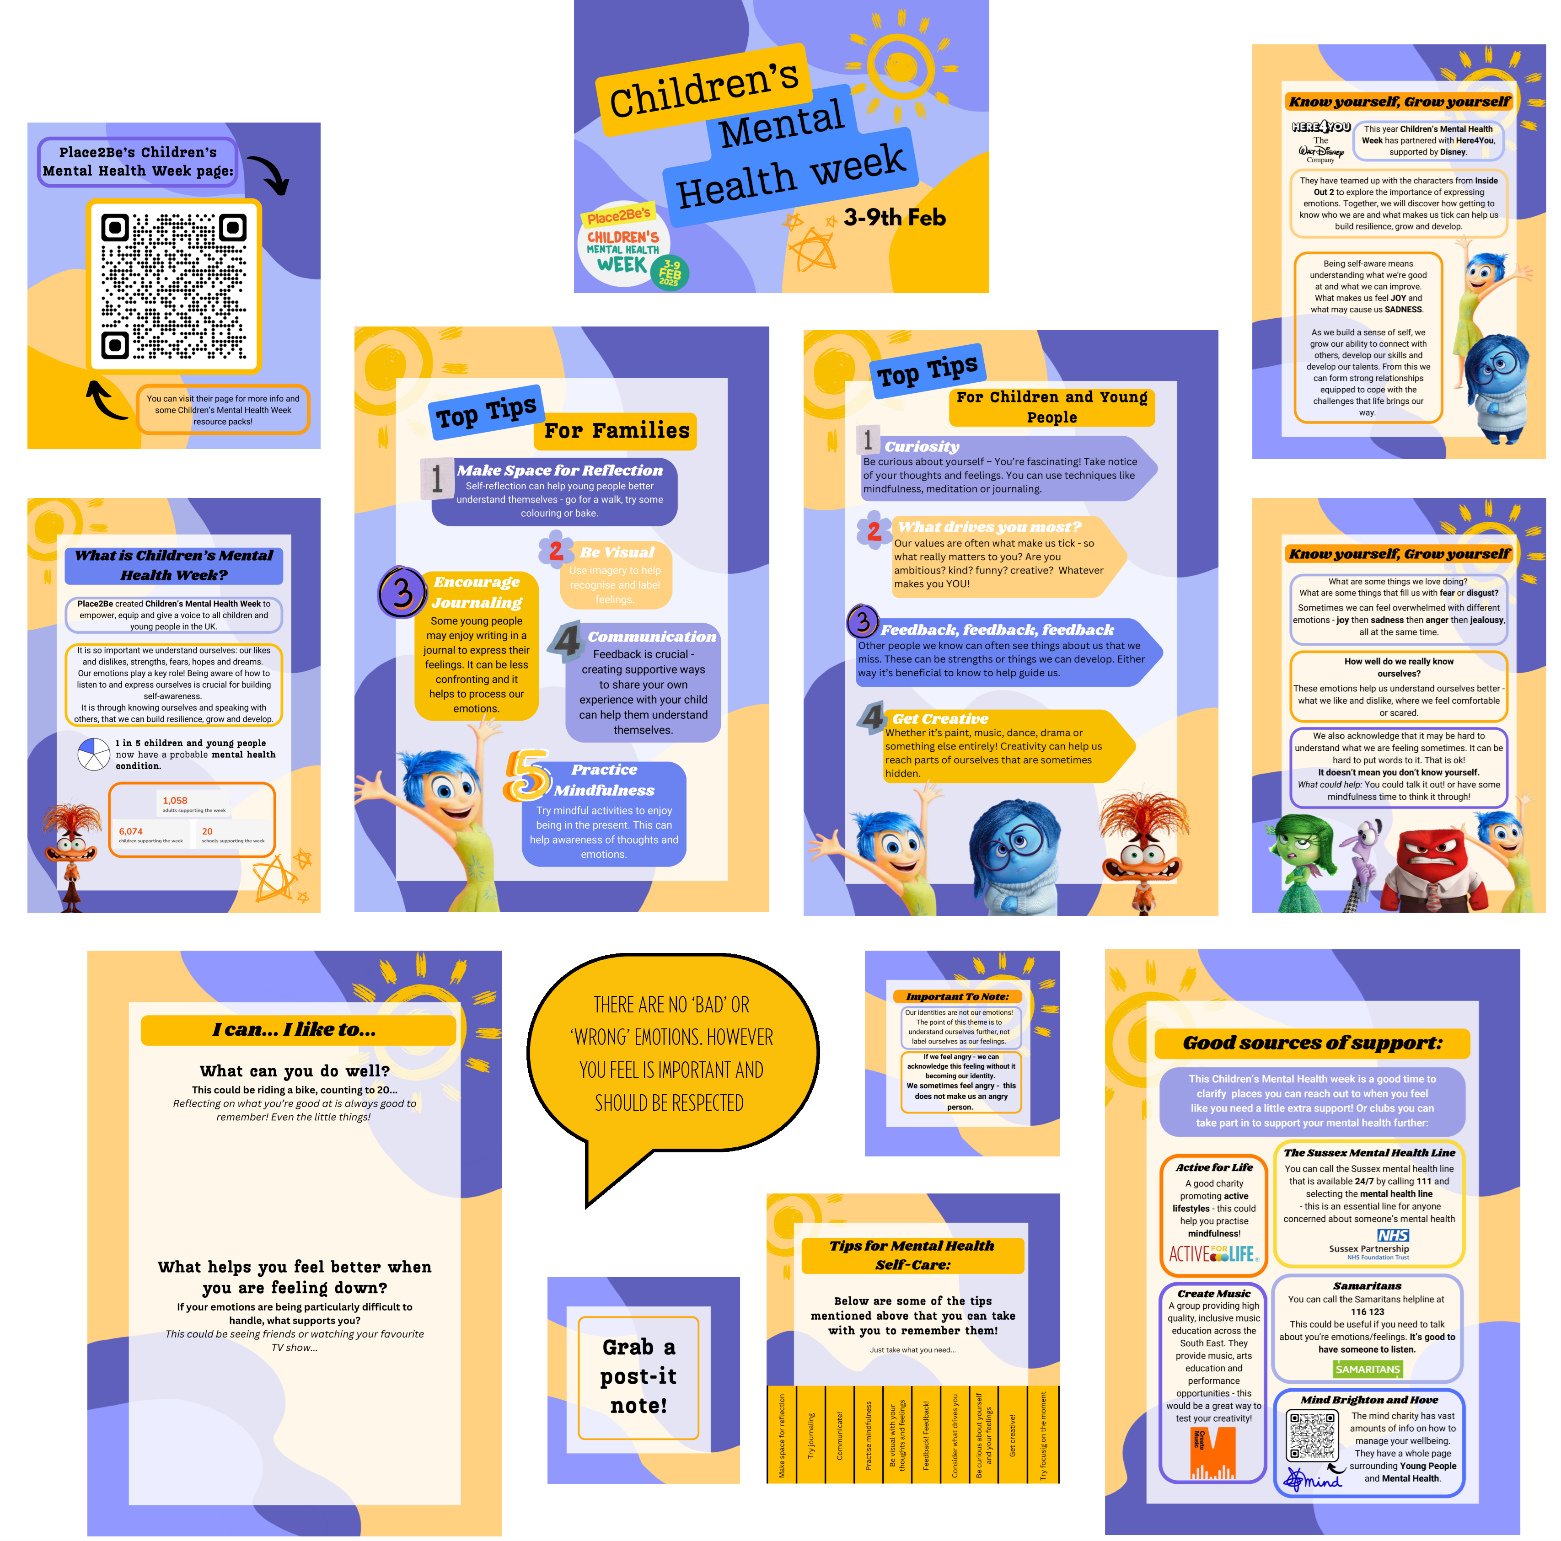 Children's
Mental
Health week
3-9th Feb
Place2Be's
CHILDREN'S
MENTAL HEALTH
WEEK
3-9
FEB
2025
Place2Be's Children's
Mental Health Week page:
You can visit their page for more info and
some Children's Mental Health Week
resource packs!
Know yourself, Grow yourself
HERE4YOU
The
Walt Disney
Company
This year Children's Mental Health
Week has partnered with Here4You,
supported by Disney.
They have teamed up with the characters from Inside
Out 2 to explore the importance of expressing
emotions. Together, we will discover how getting to
know who we are and what makes us tick can help us
build resilience, grow and develop.
Being self-aware means
understanding what we're good
at and what we can improve.
What makes us feel JOY and
what may cause us SADNESS.
As we build a sense of self, we
grow our ability to connect with
others, develop our skills and
develop our talents. From this we
can form strong relationships
equipped to cope with the
challenges that life brings our
way.
What is Children's Mental
Health Week?
Place2Be created Children's Mental Health Week to
empower, equip and give a voice to all children and
young people in the UK.
It is so important we understand ourselves: our likes
and dislikes, strengths, fears, hopes and dreams.
Our emotions play a key role! Being aware of how to
listen to and express ourselves is crucial for building
self-awareness.
It is through knowing ourselves and speaking with
others, that we can build resilience, grow and develop.
1 in 5 children and young people
now have a probable mental health
condition.
1,058
adults supporting the week
6,074
children supporting the week
20
schools supporting the week
Top Tips
For Families
1
Make Space for Reflection
Self-reflection can help young people better
understand themselves - go for a walk, try some
colouring or bake.
2
Be Visual
Use imagery to help
recognise and label
feelings.
3
Encourage
Journaling
Some young people
may enjoy writing in a
journal to express their
feelings. It can be less
confronting and it
helps to process our
emotions.
4
Communication
Feedback is crucial -
creating supportive ways
to share your own
experience with your child
can help them understand
themselves.
5
Practice
Mindfulness
Try mindful activities to enjoy
being in the present. This can
help awareness of thoughts and
emotions.
Top Tips
For Children and Young
People
1
Curiosity
Be curious about yourself – You're fascinating! Take notice
of your thoughts and feelings. You can use techniques like
mindfulness, meditation or journaling.
2
What drives you most?
Our values are often what make us tick - so
what really matters to you? Are you
ambitious? kind? funny? creative? Whatever
makes you YOU!
3
Feedback, feedback, feedback
Other people we know can often see things about us that we
miss. These can be strengths or things we can develop. Either
way it's beneficial to know to help guide us.
4
Get Creative
Whether it's paint, music, dance, drama or
something else entirely! Creativity can help us
reach parts of ourselves that are sometimes
hidden.
Know yourself, Grow yourself
What are some things we love doing?
What are some things that fill us with fear or disgust?
Sometimes we can feel overwhelmed with different
emotions - joy then sadness then anger then jealousy,
all at the same time.
How well do we really know
ourselves?
These emotions help us understand ourselves better -
what we like and dislike, where we feel comfortable
or scared.
We also acknowledge that it may be hard to
understand what we are feeling sometimes. It can be
hard to put words to it. That is ok!
It doesn't mean you don't know yourself.
What could help: You could talk it out! or have some
mindfulness time to think it through!
I can... I like to...
What can you do well?
This could be riding a bike, counting to 20...
Reflecting on what you're good at is always good to
remember! Even the little things!
What helps you feel better when
you are feeling down?
If your emotions are being particularly difficult to
handle, what supports you?
This could be seeing friends or watching your favourite
TV show...
THERE ARE NO 'BAD' OR
'WRONG' EMOTIONS. HOWEVER
YOU FEEL IS IMPORTANT AND
SHOULD BE RESPECTED
Important To Note:
Our identities are not our emotions!
The point of this theme is to
understand ourselves further, not
label ourselves as our feelings.
If we feel angry - we can
acknowledge this feeling without it
becoming our identity.
We sometimes feel angry - this
does not make us an angry
person.
Grab a
post-it
note!
Tips for Mental Health
Self-Care:
Below are some of the tips
mentioned above that you can take
with you to remember them!
Just take what you need...
Make space for reflection
Try journaling
Communicate!
Practise mindfulness
Be visual with your
thoughts and feelings
Feedback! Feedback!
Consider what drives you
Be curious about yourself
and your feelings
Get creative!
Try focusig on the moment
Good sources of support:
This Children's Mental Health week is a good time to
clarify places you can reach out to when you feel
like you need a little extra support! Or clubs you can
take part in to support your mental health further:
Active for Life
A good charity
promoting active
lifestyles - this could
help you practise
mindfulness!
ACTIVE FOR LIFE
The Sussex Mental Health Line
You can call the Sussex mental health line
that is available 24/7 by calling 111 and
selecting the mental health line
- this is an essential line for anyone
concerned about someone's mental health
NHS
Sussex Partnership
NHS Foundation Trust
Create Music
A group providing high
quality, inclusive music
education across the
South East. They
provide music, arts
education and
performance
opportunities - this
would be a great way to
test your creativity!
Create
Music
Samaritans
You can call the Samaritans helpline at
116 123
This could be useful if you need to talk
about you're emotions/feelings. It's good to
have someone to listen.
SAMARITANS
Mind Brighton and Hove
The mind charity has vast
amounts of info on how to
manage your wellbeing.
They have a whole page
surrounding Young People
and Mental Health.
mind